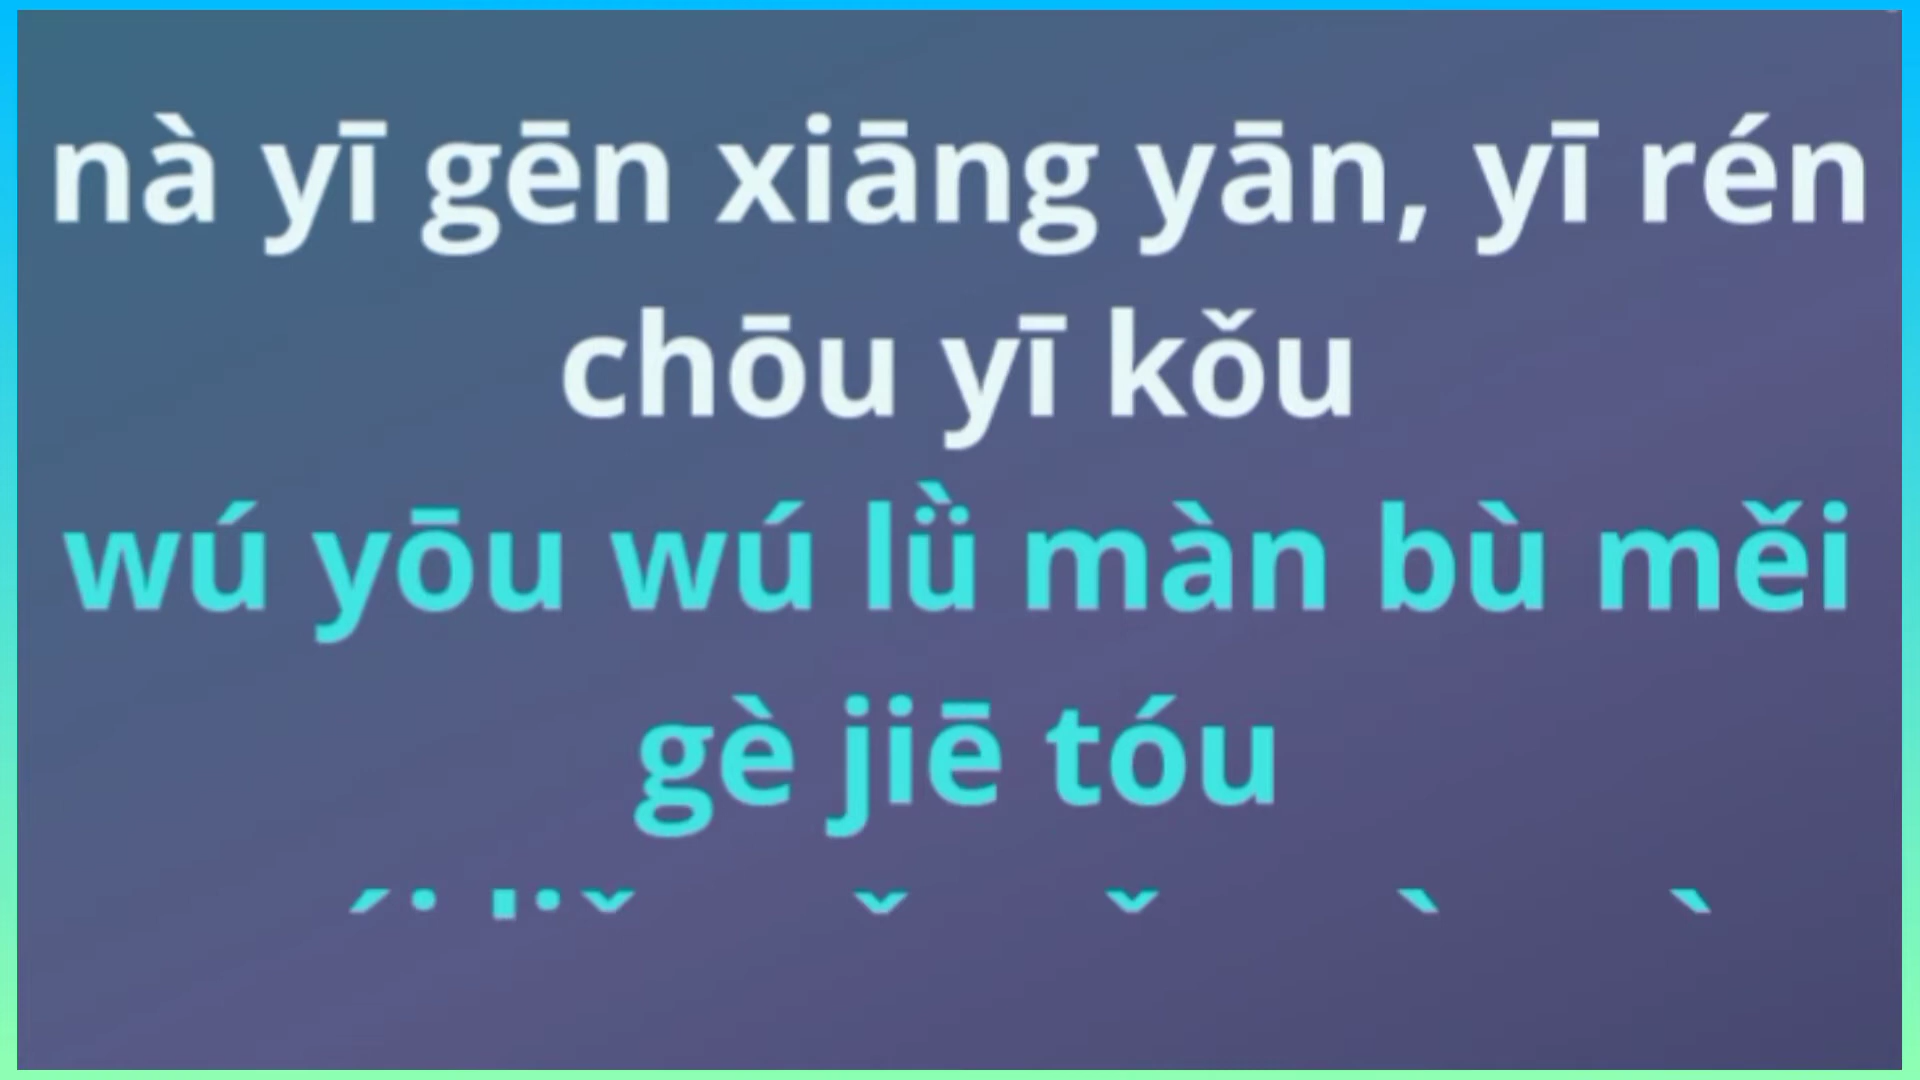 nà yī gēn xiāng yān, yī rén
chōu yī kǒu
wú yōu wú lǜ màn bù měi
gè jiē tóu